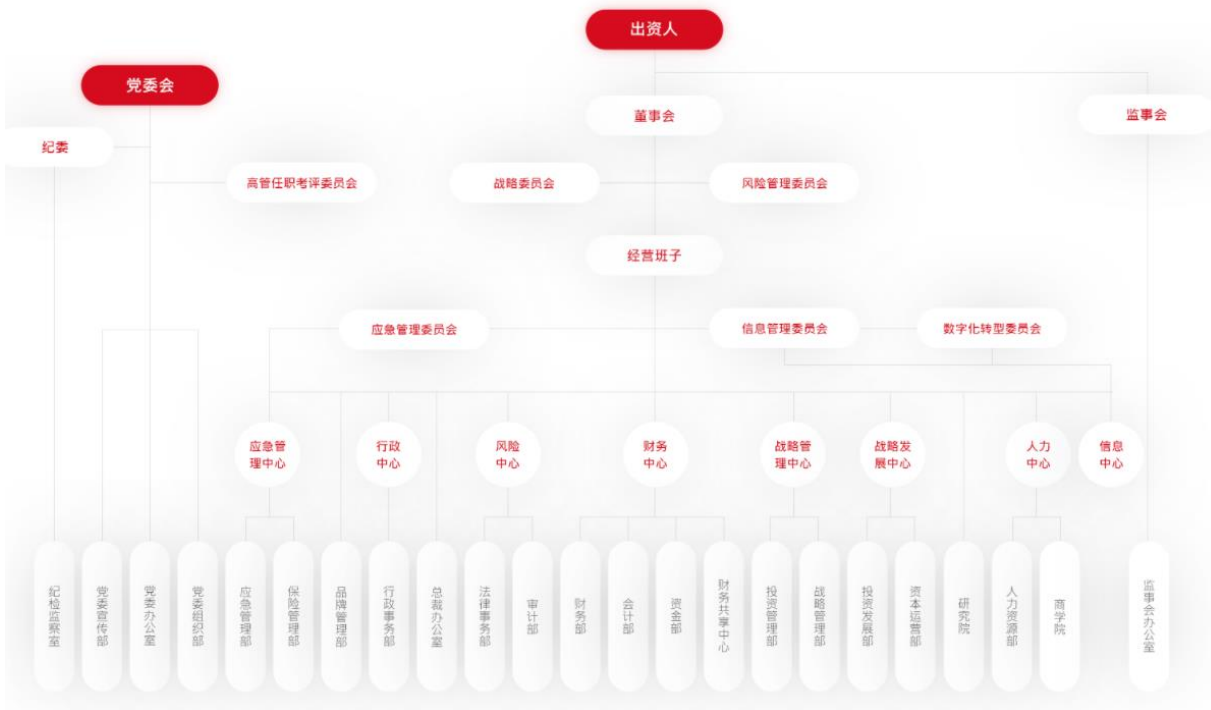 出资人
党委会
董事会
监事会
纪委
高管任职考评委员会
战略委员会
风险管理委员会
经营班子
应急管理委员会
信息管理委员会
数字化转型委员会
应急管
理中心
行政
中心
风险
中心
财务
中心
战略管
理中心
战略发
展中心
人力
中心
信息
中心
纪检监察室
党委宣传部
党委办公室
党委组织部
应急管理部
保险管理部
品牌管理部
行政事务部
总裁办公室
法律事务部
审计部
财务部
会计部
资金部
财务共享中心
投资管理部
战略管理部
投资发展部
资本运营部
研究院
人力资源部
商学院
监事会办公室